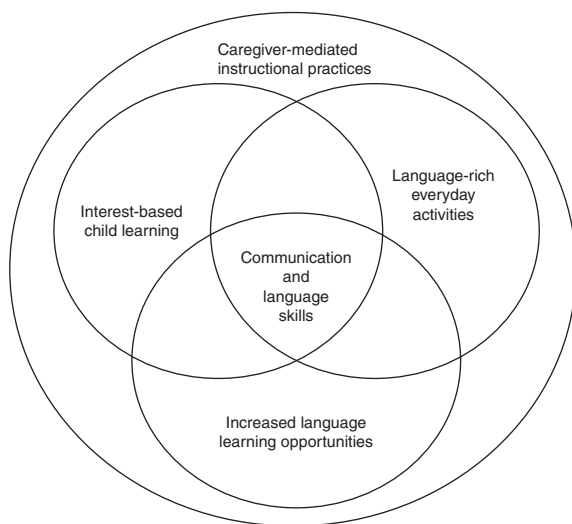 Caregiver-mediated
instructional practices
Language-rich
everyday
activities
Interest-based
child learning
Communication
and
language
skills
Increased language
learning opportunities